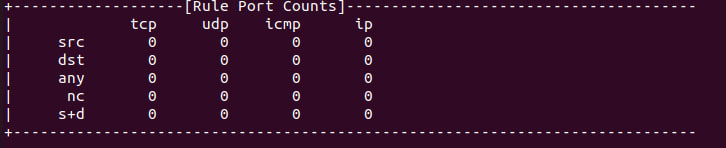 +-------------------[Rule Port Counts]---------------------------------------
|             tcp     udp    icmp      ip
|     src       0       0       0       0
|     dst       0       0       0       0
|     any       0       0       0       0
|      nc       0       0       0       0
|     s+d       0       0       0       0
+----------------------------------------------------------------------------